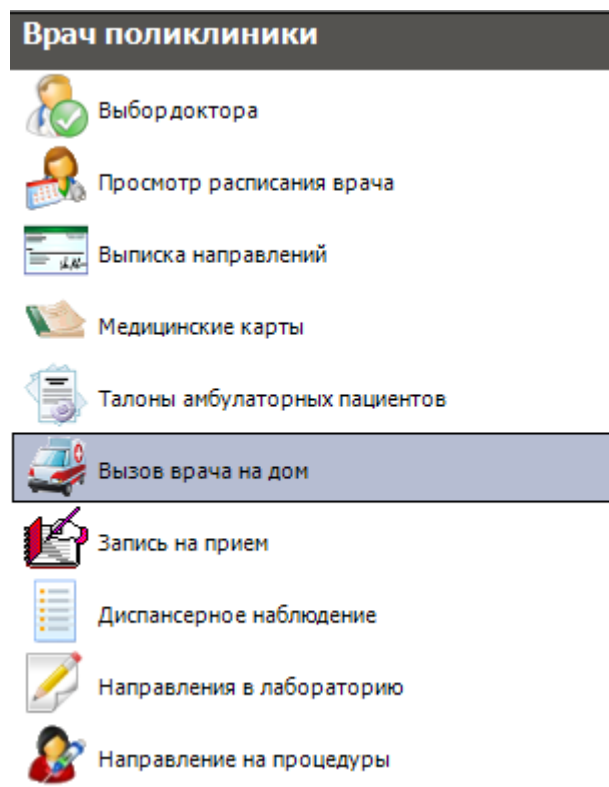 Врач поликлиники
Выбор доктора
Просмотр расписания врача
Выписка направлений
Медицинские карты
Талоны амбулаторных пациентов
Вызов врача на дом
Запись на прием
Диспансерное наблюдение
Направления в лабораторию
Направление на процедуры